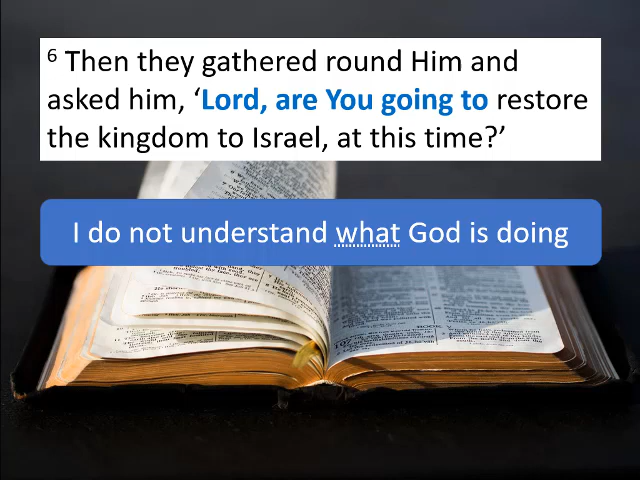 6 Then they gathered round Him and
asked him, ‘Lord, are You going to restore
the kingdom to Israel, at this time?’
I do not understand what God is doing